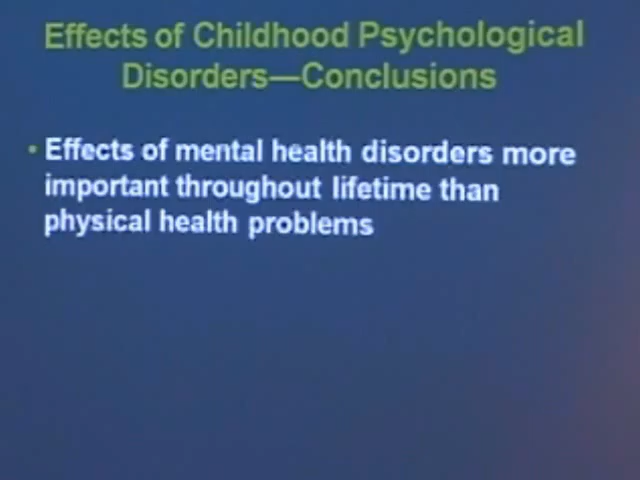 Effects of Childhood Psychological
Disorders—Conclusions
• Effects of mental health disorders more
important throughout lifetime than
physical health problems